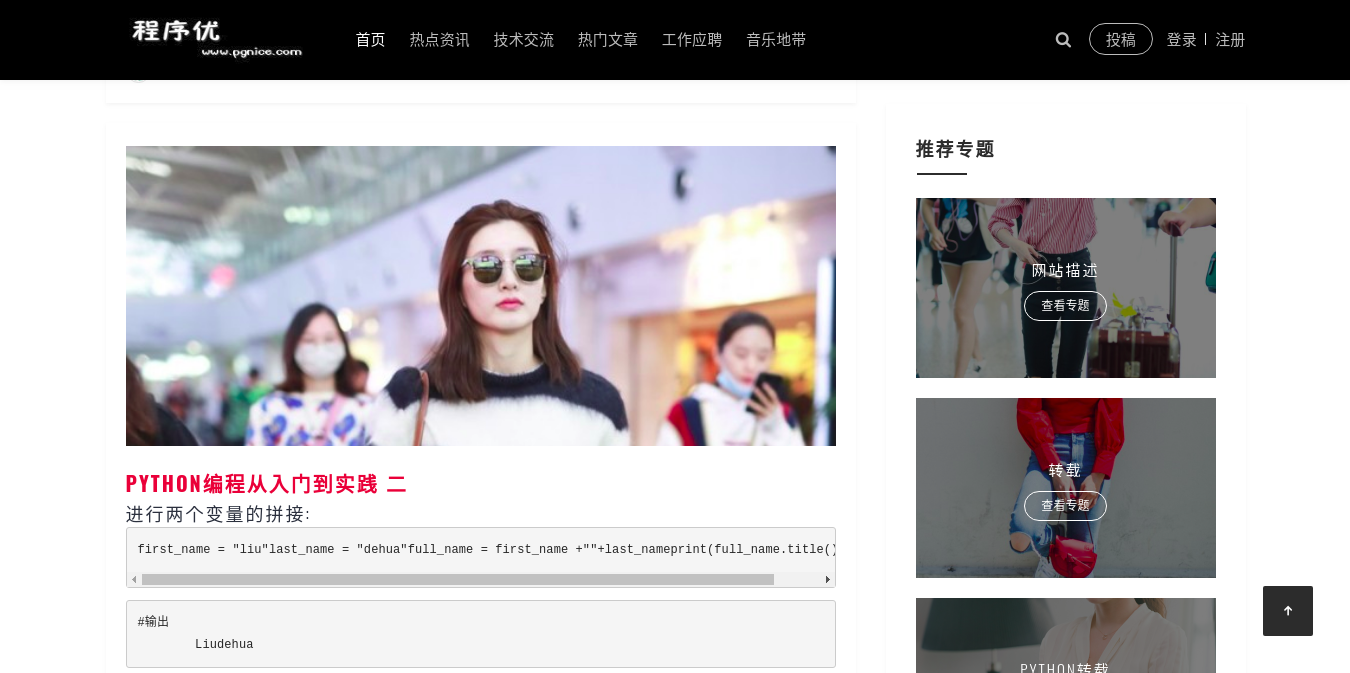 程序优
www.pgnice.com
首页 热点资讯 技术交流 热门文章 工作应聘 音乐地带
投稿 登录 注册
PYTHON编程从入门到实践 二
进行两个变量的拼接:
first_name = "liu"last_name = "dehua"full_name = first_name +""+last_nameprint(full_name.title()
#输出
Liudehua
推荐专题
网站描述
查看专题
转载
查看专题
PYTHON转载